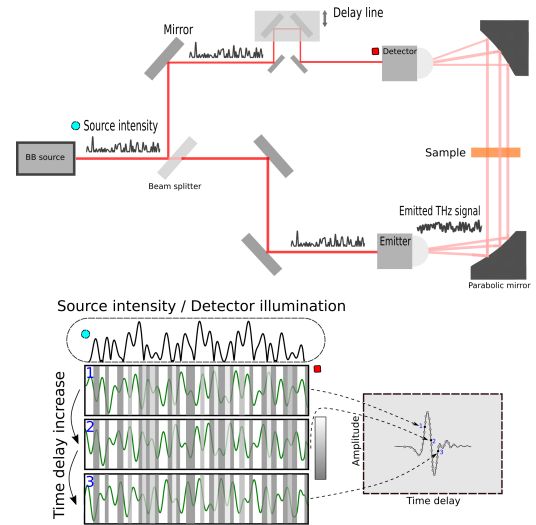 Mirror
Delay line
Detector
Source intensity
BB source
Beam splitter
Sample
Emitted THz signal
Emitter
Parabolic mirror
Source intensity / Detector illumination
Time delay increase
1
2
3
Amplitude
1
2
3
Time delay